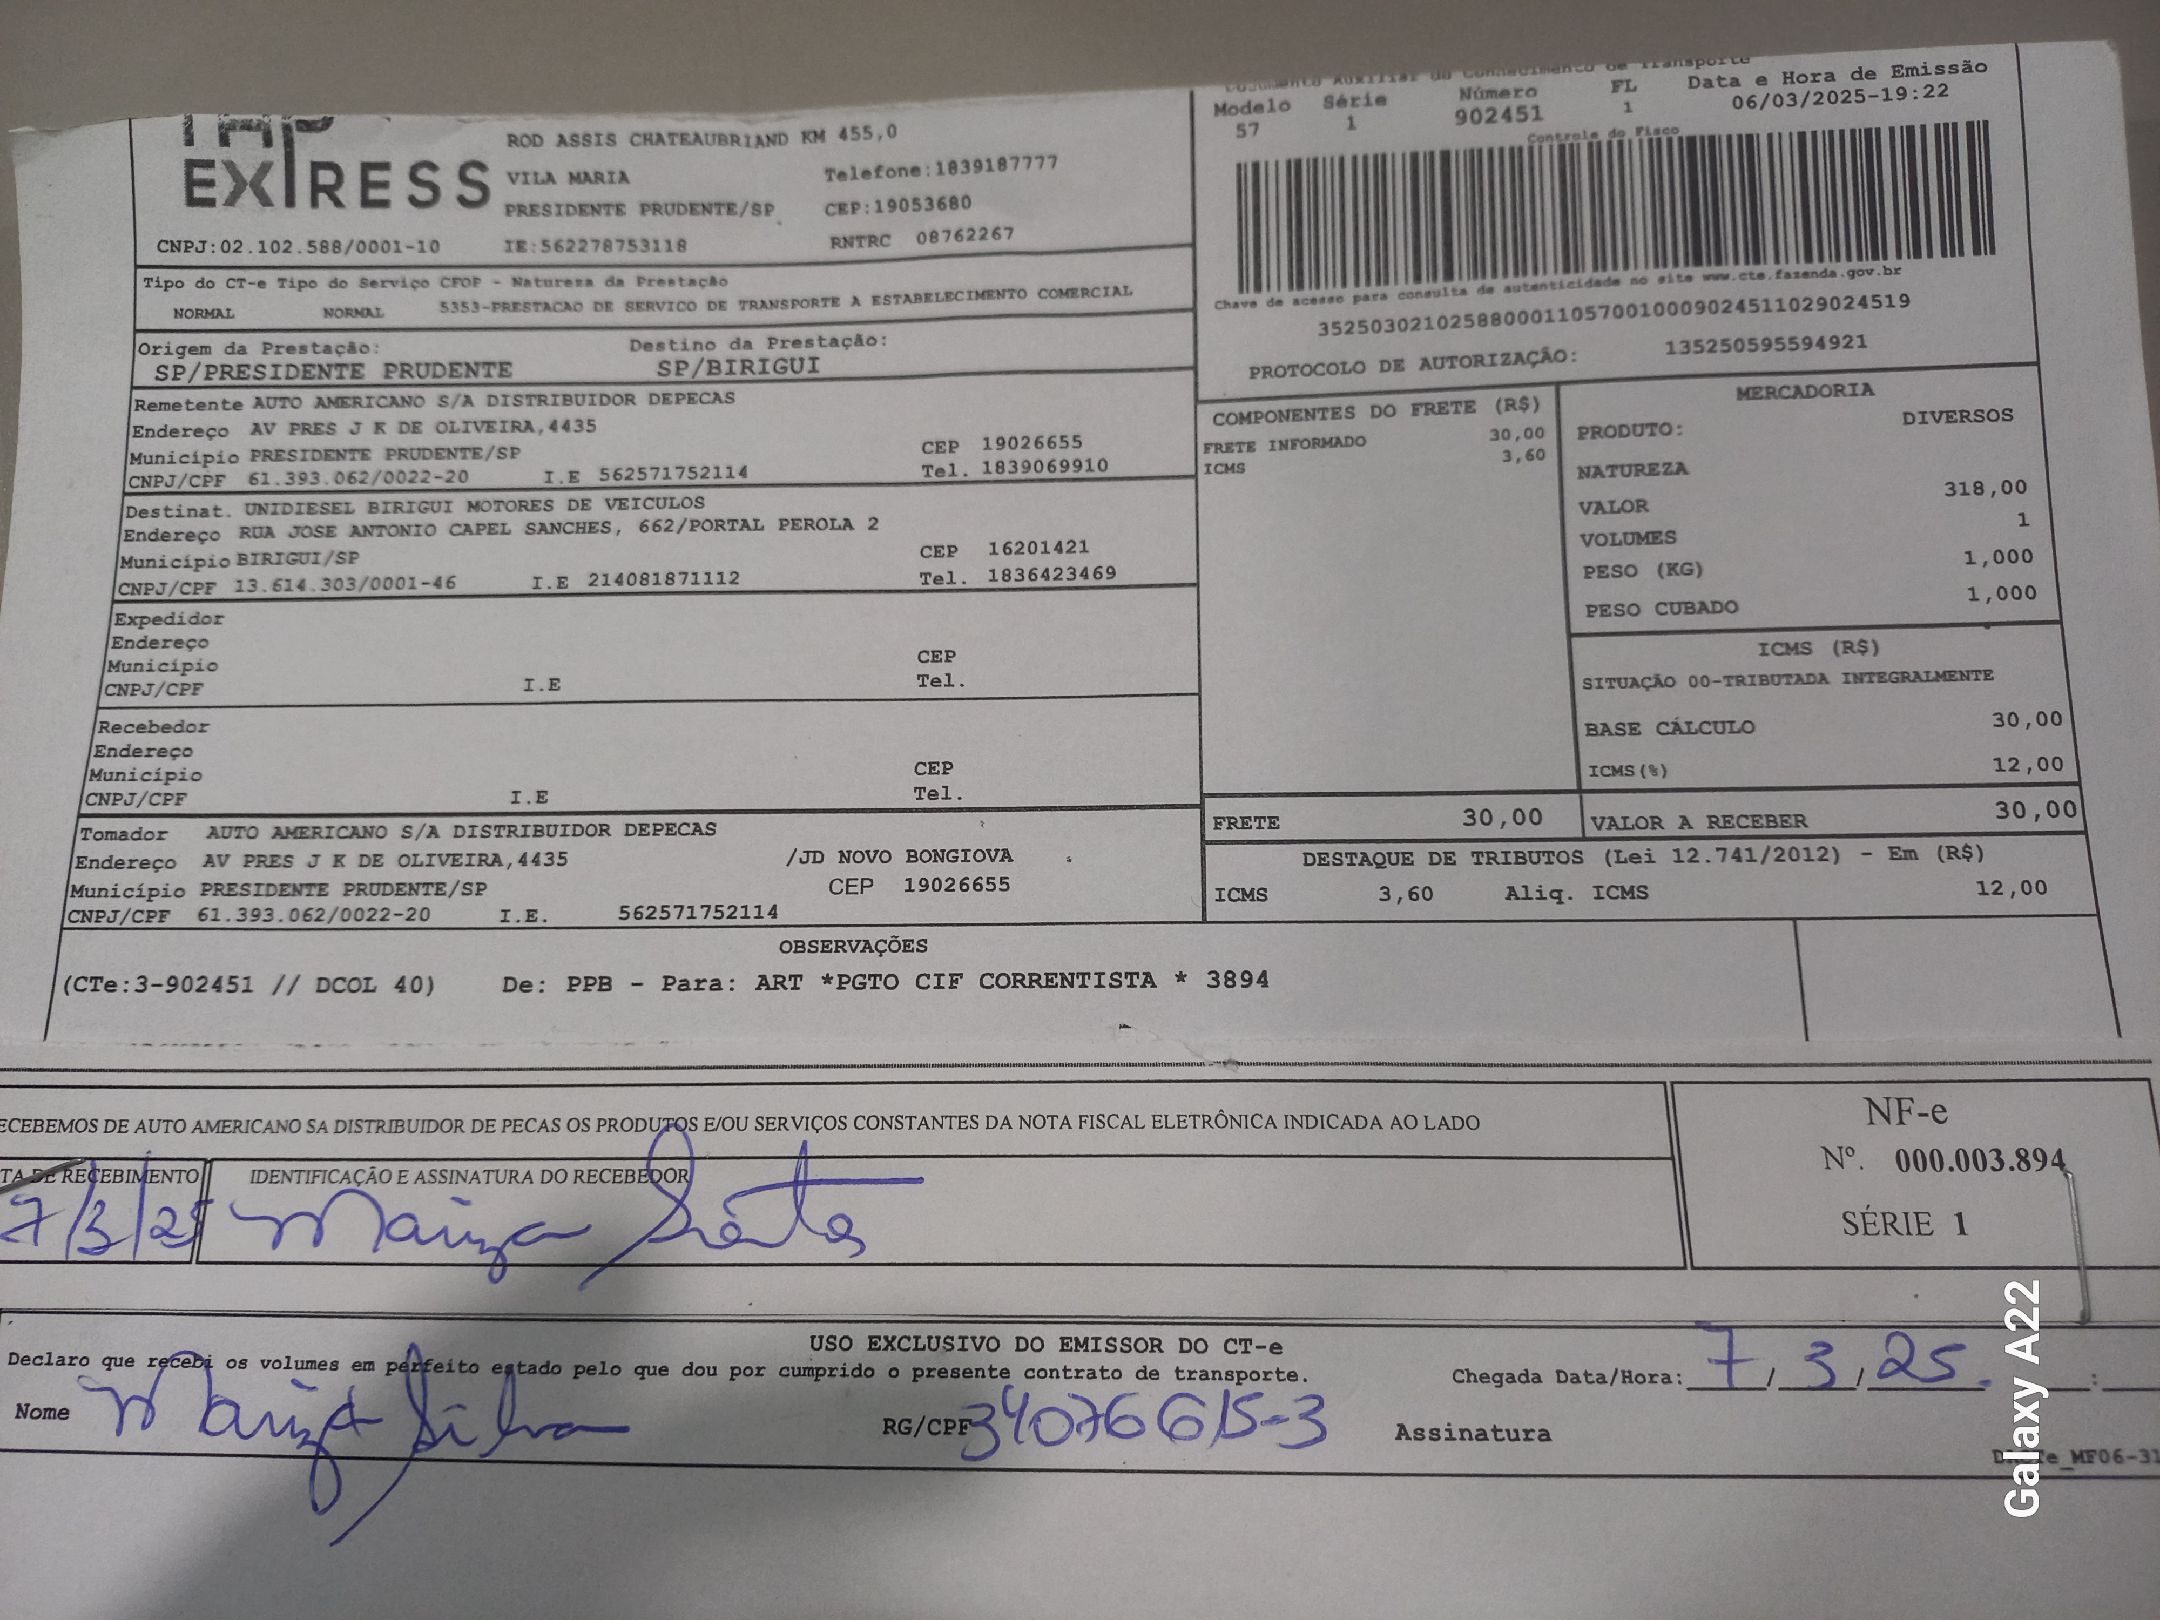 TAP
EXPRESS
ROD ASSIS CHATEAUBRIAND KM 455,0
VILA MARIA Telefone:1839187777
PRESIDENTE PRUDENTE/SP CEP:19053680
CNPJ:02.102.588/0001-10 IE:562278753118 RNTRC 08762267
Documento Auxiliar do Conhecimento de Transporte
Modelo Série Número FL Data e Hora de Emissão
57 1 902451 1 06/03/2025-19:22
Controle do Fisco
Chave de acesso para consulta de autenticidade no site www.cte.fazenda.gov.br
35250302102588000110570010009024511029024519
PROTOCOLO DE AUTORIZAÇÃO: 135250595594921
Tipo do CT-e Tipo do Serviço CFOP - Natureza da Prestação
NORMAL NORMAL 5353-PRESTACAO DE SERVICO DE TRANSPORTE A ESTABELECIMENTO COMERCIAL
Origem da Prestação: Destino da Prestação:
SP/PRESIDENTE PRUDENTE SP/BIRIGUI
Remetente AUTO AMERICANO S/A DISTRIBUIDOR DEPECAS
Endereço AV PRES J K DE OLIVEIRA,4435
Município PRESIDENTE PRUDENTE/SP CEP 19026655
CNPJ/CPF 61.393.062/0022-20 I.E 562571752114 Tel. 1839069910
Destinat. UNIDIESEL BIRIGUI MOTORES DE VEICULOS
Endereço RUA JOSE ANTONIO CAPEL SANCHES, 662/PORTAL PEROLA 2
Município BIRIGUI/SP CEP 16201421
CNPJ/CPF 13.614.303/0001-46 I.E 214081871112 Tel. 1836423469
Expedidor
Endereço
Município CEP
CNPJ/CPF I.E Tel.
Recebedor
Endereço
Município CEP
CNPJ/CPF I.E Tel.
Tomador AUTO AMERICANO S/A DISTRIBUIDOR DEPECAS
Endereço AV PRES J K DE OLIVEIRA,4435 /JD NOVO BONGIOVA
Município PRESIDENTE PRUDENTE/SP CEP 19026655
CNPJ/CPF 61.393.062/0022-20 I.E. 562571752114
COMPONENTES DO FRETE (R$)
FRETE INFORMADO 30,00
ICMS 3,60
MERCADORIA
PRODUTO: DIVERSOS
NATUREZA
VALOR 318,00
VOLUMES 1
PESO (KG) 1,000
PESO CUBADO 1,000
ICMS (R$)
SITUAÇÃO 00-TRIBUTADA INTEGRALMENTE
BASE CÁLCULO 30,00
ICMS(%) 12,00
FRETE 30,00 VALOR A RECEBER 30,00
DESTAQUE DE TRIBUTOS (Lei 12.741/2012) - Em (R$)
ICMS 3,60 Aliq. ICMS 12,00
OBSERVAÇÕES
(CTe:3-902451 // DCOL 40) De: PPB - Para: ART *PGTO CIF CORRENTISTA * 3894
ECEBEMOS DE AUTO AMERICANO SA DISTRIBUIDOR DE PECAS OS PRODUTOS E/OU SERVIÇOS CONSTANTES DA NOTA FISCAL ELETRÔNICA INDICADA AO LADO
TA DE RECEBIMENTO IDENTIFICAÇÃO E ASSINATURA DO RECEBEDOR
7/3/25 Mariza
NF-e
Nº. 000.003.894
SÉRIE 1
USO EXCLUSIVO DO EMISSOR DO CT-e
Declaro que recebi os volumes em perfeito estado pelo que dou por cumprido o presente contrato de transporte.
Chegada Data/Hora: 7/3/25 :
Nome Mariza Silva RG/CPF 34076615-3 Assinatura
DACTe_MF06-31
Galaxy A22